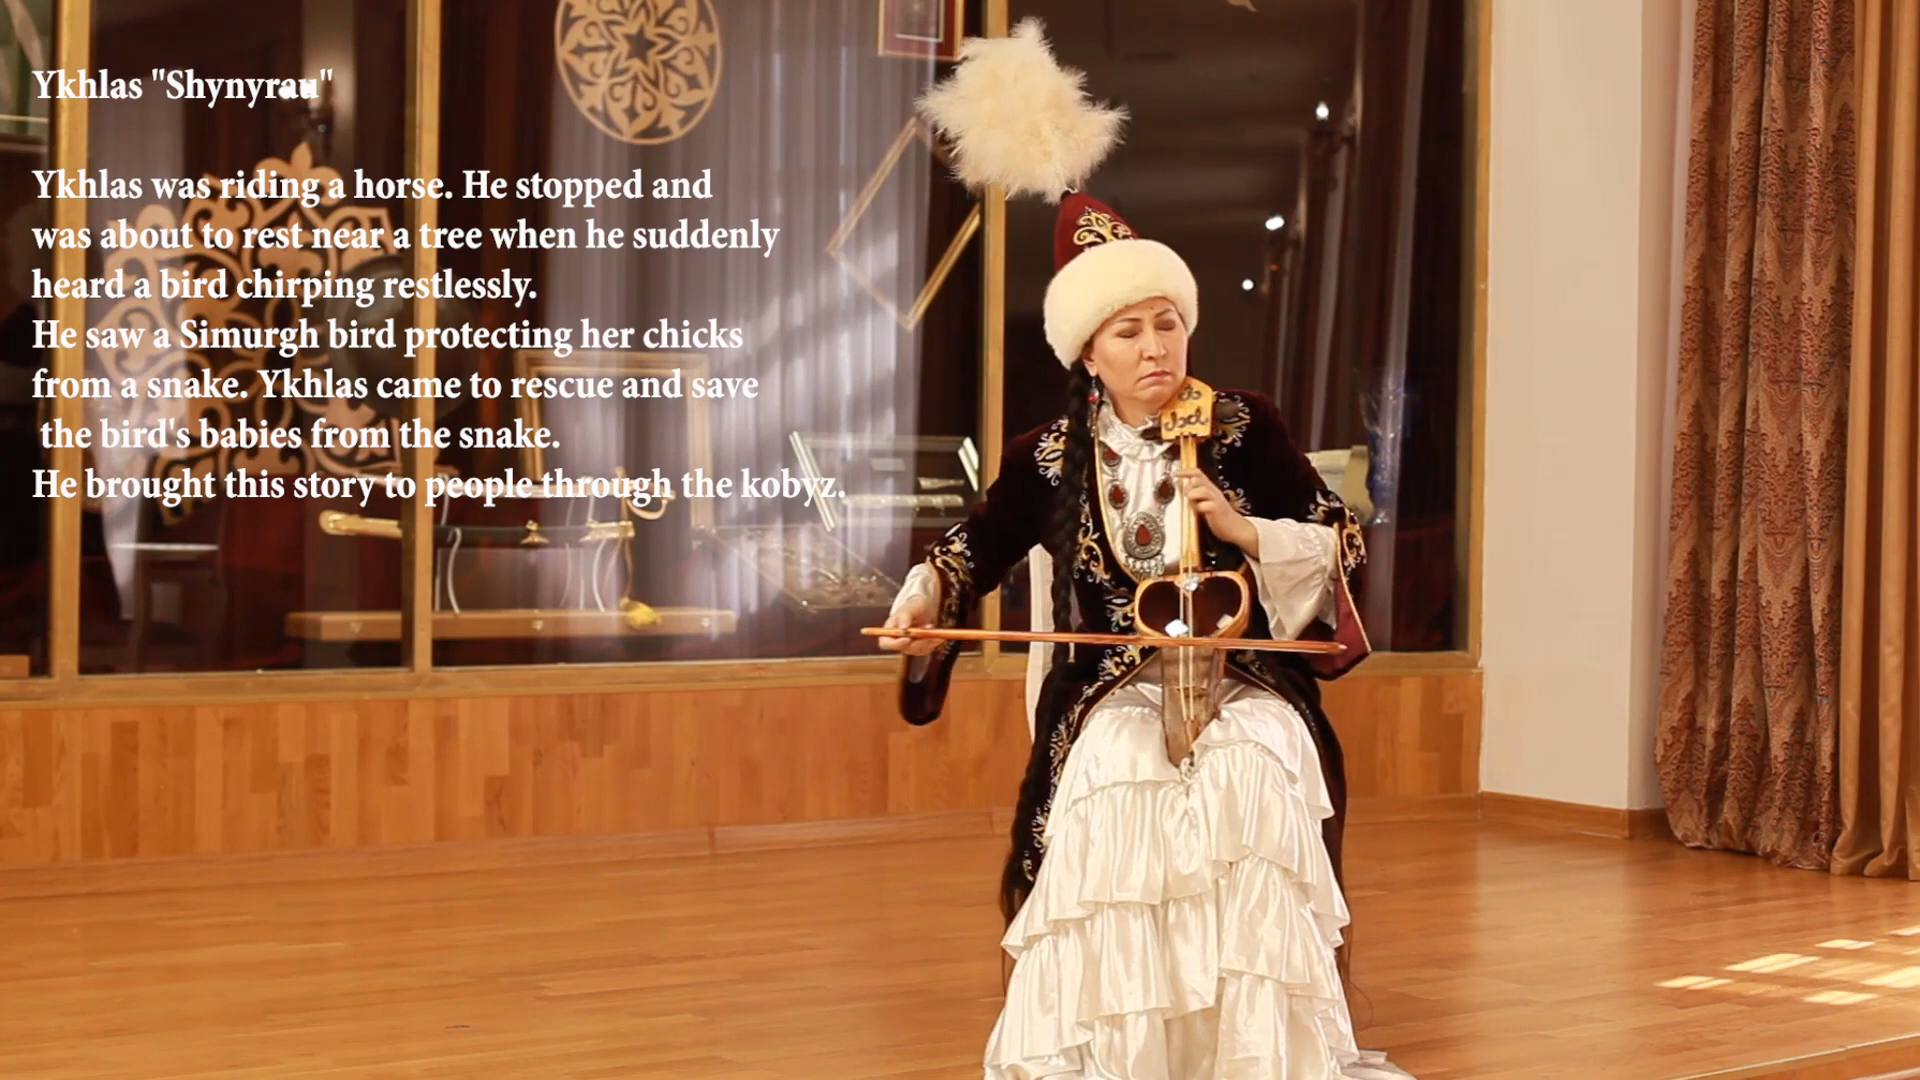 Ykhlas "Shynyrau"
Ykhlas was riding a horse. He stopped and
was about to rest near a tree when he suddenly
heard a bird chirping restlessly.
He saw a Simurgh bird protecting her chicks
from a snake. Ykhlas came to rescue and save
the bird's babies from the snake.
He brought this story to people through the kobyz.